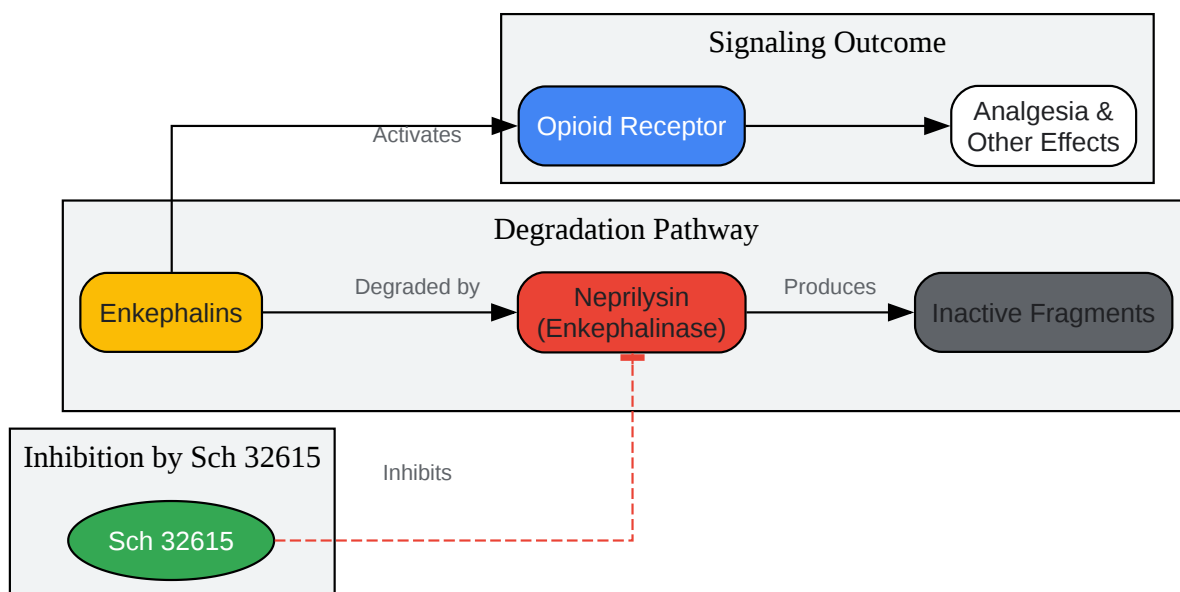 Signaling Outcome
Opioid Receptor
Analgesia &
Other Effects
Activates
Degradation Pathway
Enkephalins
Degraded by
Neprilysin
(Enkephalinase)
Produces
Inactive Fragments
Inhibition by Sch 32615
Inhibits
Sch 32615